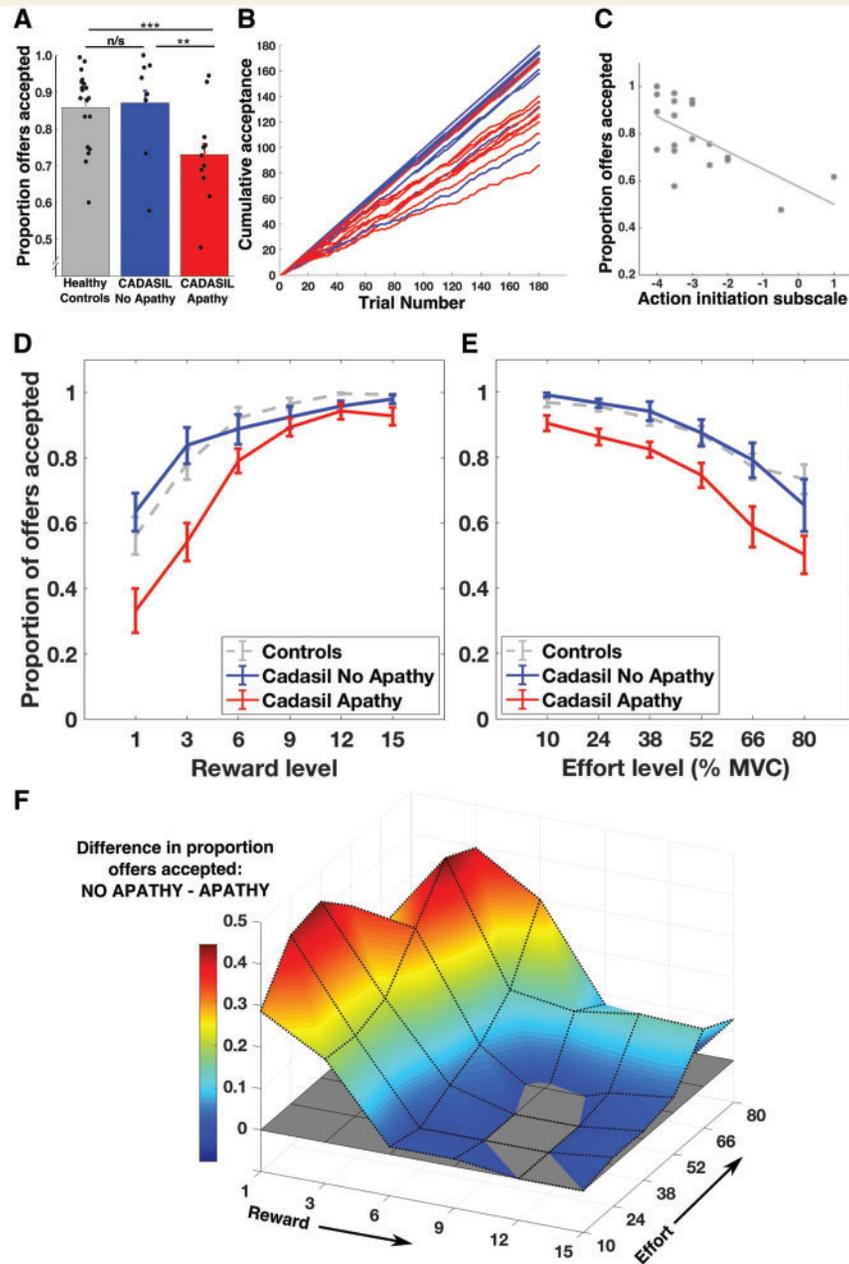 A
***
n/s
**
Proportion offers accepted
1.0
0.9
0.8
0.7
0.6
0.5
Healthy Controls
CADASIL No Apathy
CADASIL Apathy
B
Cumulative acceptance
180
160
140
120
100
80
60
40
20
0
0 20 40 60 80 100 120 140 160 180
Trial Number
C
Proportion offers accepted
1
0.8
0.6
0.4
0.2
-4 -3 -2 -1 0 1
Action initiation subscale
D
Proportion of offers accepted
1
0.8
0.6
0.4
0.2
0
Controls
Cadasil No Apathy
Cadasil Apathy
1 3 6 9 12 15
Reward level
E
1
0.8
0.6
0.4
0.2
0
Controls
Cadasil No Apathy
Cadasil Apathy
10 24 38 52 66 80
Effort level (% MVC)
F
Difference in proportion
offers accepted:
NO APATHY - APATHY
0.5
0.4
0.3
0.2
0.1
0
1 3 6 9 12 15
Reward
10 24 38 52 66 80
Effort